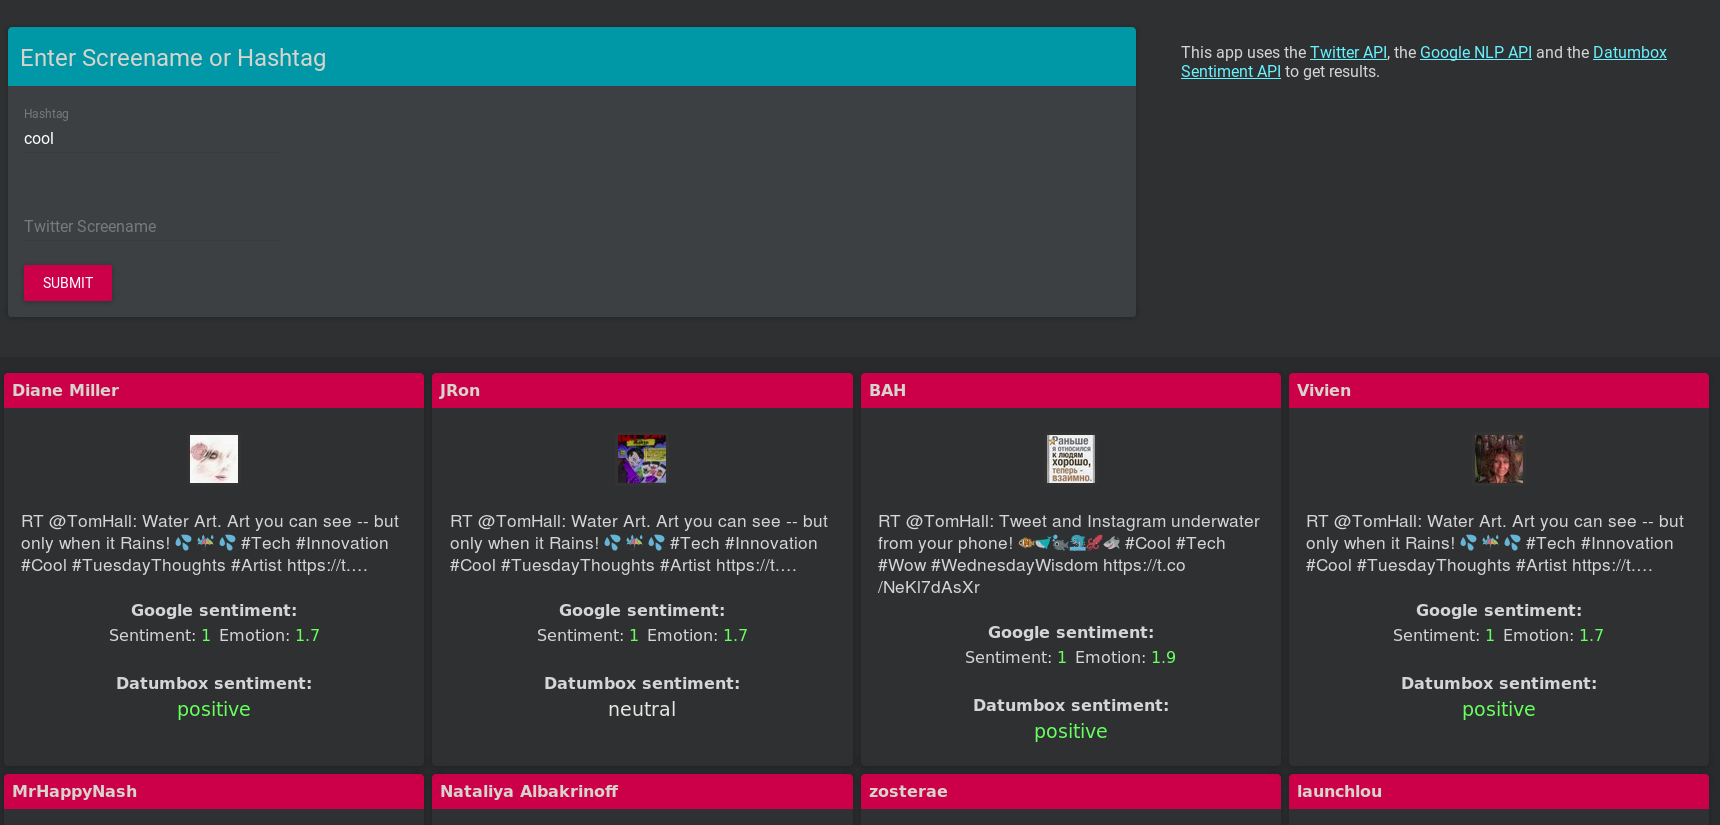 Enter Screename or Hashtag
Hashtag
cool
Twitter Screename
SUBMIT
This app uses the Twitter API, the Google NLP API and the Datumbox
Sentiment API to get results.
Diane Miller
RT @TomHall: Water Art. Art you can see -- but
only when it Rains! 💦 ☔ 💦 #Tech #Innovation
#Cool #TuesdayThoughts #Artist https://t.…
Google sentiment:
Sentiment: 1 Emotion: 1.7
Datumbox sentiment:
positive
JRon
RT @TomHall: Water Art. Art you can see -- but
only when it Rains! 💦 ☔ 💦 #Tech #Innovation
#Cool #TuesdayThoughts #Artist https://t.…
Google sentiment:
Sentiment: 1 Emotion: 1.7
Datumbox sentiment:
neutral
BAH
Раньше
я относился
к людям
хорошо,
теперь -
взаимно.
RT @TomHall: Tweet and Instagram underwater
from your phone! #Cool #Tech
#Wow #WednesdayWisdom https://t.co
/NeKl7dAsXr
Google sentiment:
Sentiment: 1 Emotion: 1.9
Datumbox sentiment:
positive
Vivien
RT @TomHall: Water Art. Art you can see -- but
only when it Rains! 💦 ☔ 💦 #Tech #Innovation
#Cool #TuesdayThoughts #Artist https://t.…
Google sentiment:
Sentiment: 1 Emotion: 1.7
Datumbox sentiment:
positive
MrHappyNash
Nataliya Albakrinoff
zosterae
launchlou